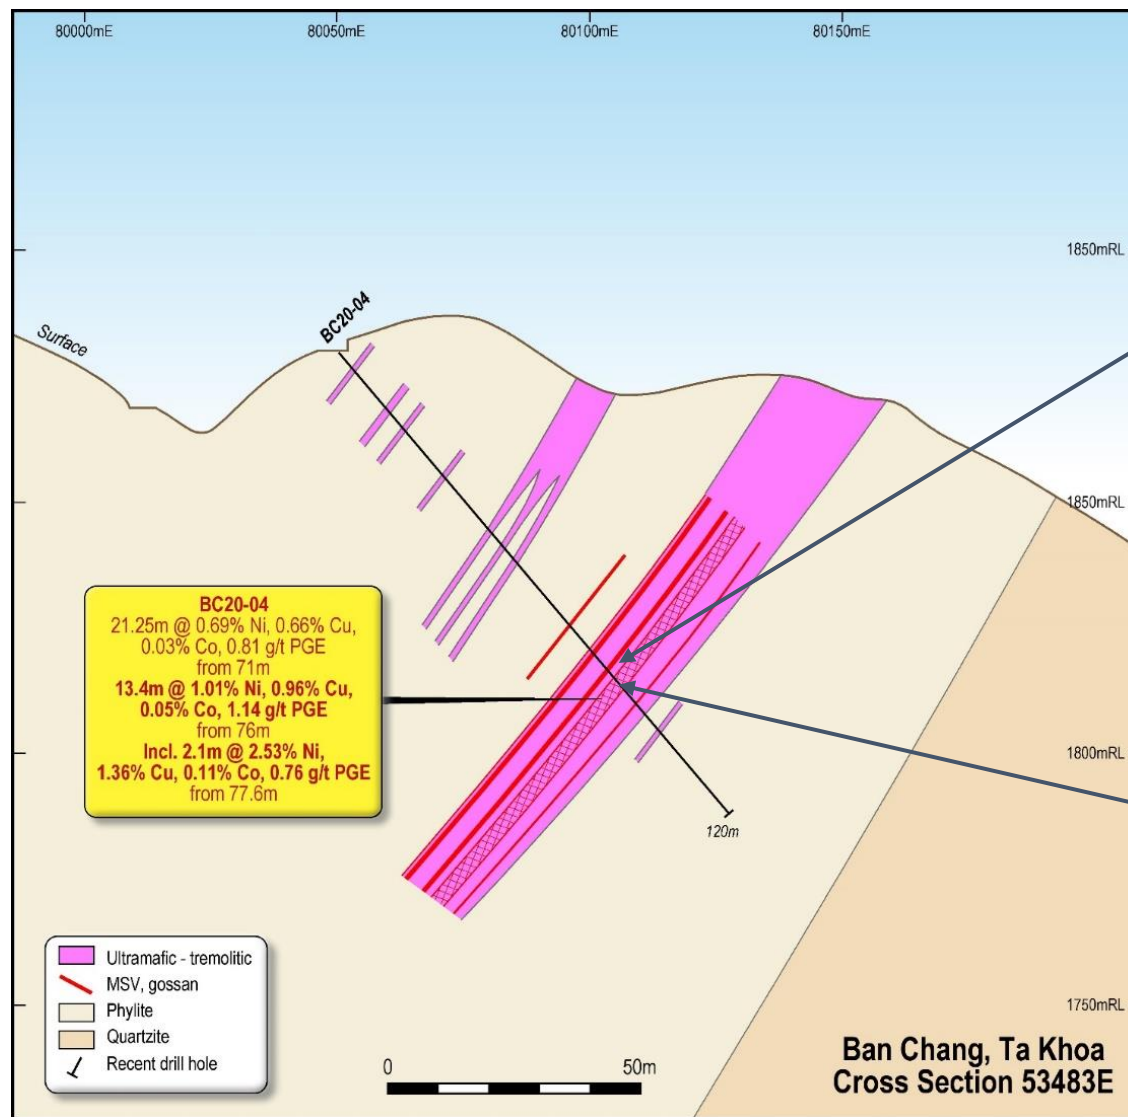 80000mE
80050mE
80100mE
80150mE
1850mRL
BC20-04
Surface
1850mRL
BC20-04
21.25m @ 0.69% Ni, 0.66% Cu,
0.03% Co, 0.81 g/t PGE
from 71m
13.4m @ 1.01% Ni, 0.96% Cu,
0.05% Co, 1.14 g/t PGE
from 76m
Incl. 2.1m @ 2.53% Ni,
1.36% Cu, 0.11% Co, 0.76 g/t PGE
from 77.6m
1800mRL
120m
Ultramafic - tremolitic
MSV, gossan
Phylite
Quartzite
Recent drill hole
1750mRL
0
50m
Ban Chang, Ta Khoa
Cross Section 53483E